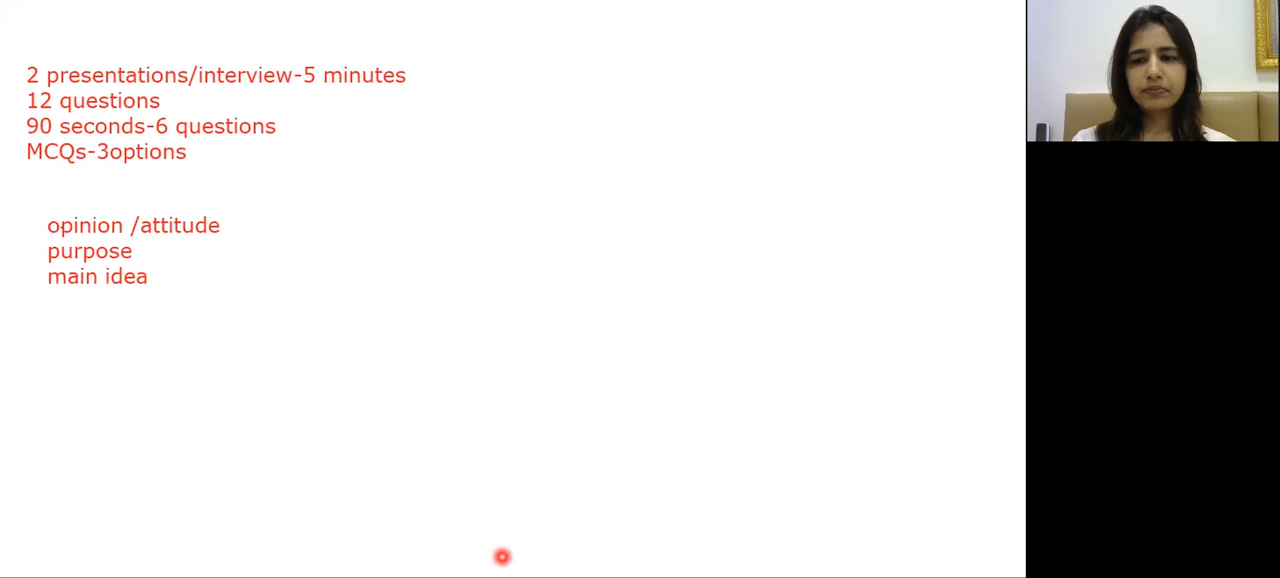 2 presentations/interview-5 minutes
12 questions
90 seconds-6 questions
MCQs-3options
opinion /attitude
purpose
main idea